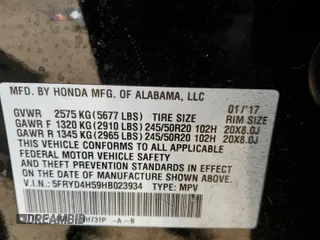 MFD. BY HONDA MFG. OF ALABAMA, LLC
01/'17
GVWR 2575 KG (5677 LBS) TIRE SIZE RIM SIZE
GAWR F 1320 KG (2910 LBS) 245/50R20 102H 20X8.0J
GAWR R 1345 KG (2965 LBS) 245/50R20 102H 20X8.0J
THIS VEHICLE CONFORMS TO ALL APPLICABLE
FEDERAL MOTOR VEHICLE SAFETY AND
THEFT PREVENTION STANDARDS IN EFFECT
ON THE DATE OF MANUFACTURE SHOWN ABOVE.
V.I.N.: 5FRYD4H59HB023934 TYPE: MPV
-A-B
DREAMBID